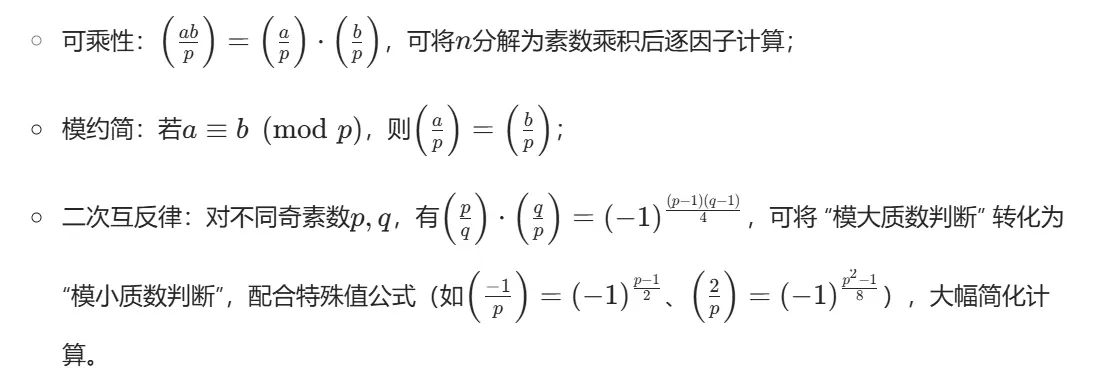 ○ 可乘性：$\left(\frac{ab}{p}\right)=\left(\frac{a}{p}\right)\cdot\left(\frac{b}{p}\right)$，可将$n$分解为素数乘积后逐因子计算；
○ 模约简：若$a\equiv b\pmod{p}$，则$\left(\frac{a}{p}\right)=\left(\frac{b}{p}\right)$；
○ 二次互反律：对不同奇素数$p,q$，有$\left(\frac{p}{q}\right)\cdot\left(\frac{q}{p}\right)=(-1)^{\frac{(p-1)(q-1)}{4}}$，可将 “模大质数判断” 转化为
“模小质数判断”，配合特殊值公式（如$\left(\frac{-1}{p}\right)=(-1)^{\frac{p-1}{2}}$、$\left(\frac{2}{p}\right)=(-1)^{\frac{p^2-1}{8}}$），大幅简化计
算。